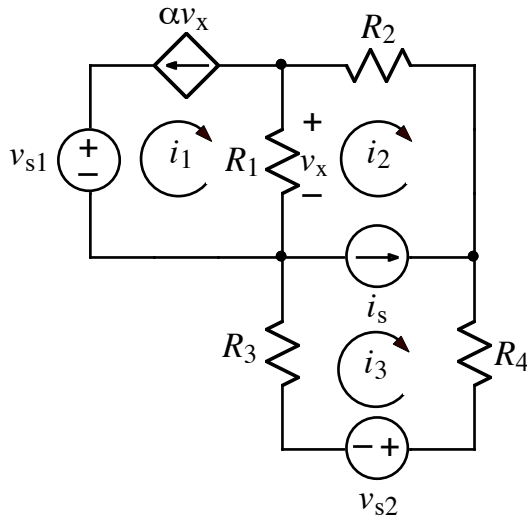 αvx
R2
+
vs1
+
−
i1
R1
vx
i2
−
is
R3
i3
R4
− +
vs2